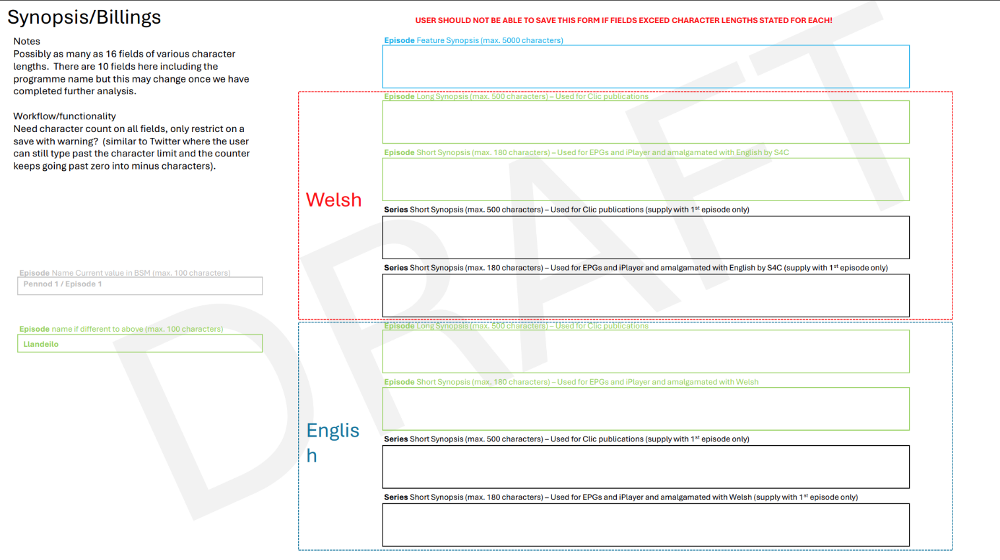 Synopsis/Billings
Notes
Possibly as many as 16 fields of various character
lengths.  There are 10 fields here including the
programme name but this may change once we have
completed further analysis.
Workflow/functionality
Need character count on all fields, only restrict on a
save with warning?  (similar to Twitter where the user
can still type past the character limit and the counter
keeps going past zero into minus characters).
Episode Name Current value in BSM (max. 100 characters)
Pennod 1 / Episode 1
Episode name if different to above (max. 100 characters)
Llandeilo
USER SHOULD NOT BE ABLE TO SAVE THIS FORM IF FIELDS EXCEED CHARACTER LENGTHS STATED FOR EACH!
Episode Feature Synopsis (max. 5000 characters)
Welsh
Episode Long Synopsis (max. 500 characters) – Used for Clic publications
Episode Short Synopsis (max. 180 characters) – Used for EPGs and iPlayer and amalgamated with English by S4C
Series Short Synopsis (max. 500 characters) – Used for Clic publications (supply with 1st episode only)
Series Short Synopsis (max. 180 characters) – Used for EPGs and iPlayer and amalgamated with English by S4C (supply with 1st episode only)
Englis
h
Episode Long Synopsis (max. 500 characters) – Used for Clic publications
Episode Short Synopsis (max. 180 characters) – Used for EPGs and iPlayer and amalgamated with Welsh
Series Short Synopsis (max. 500 characters) – Used for Clic publications (supply with 1st episode only)
Series Short Synopsis (max. 180 characters) – Used for EPGs and iPlayer and amalgamated with Welsh (supply with 1st episode only)
DRAFT